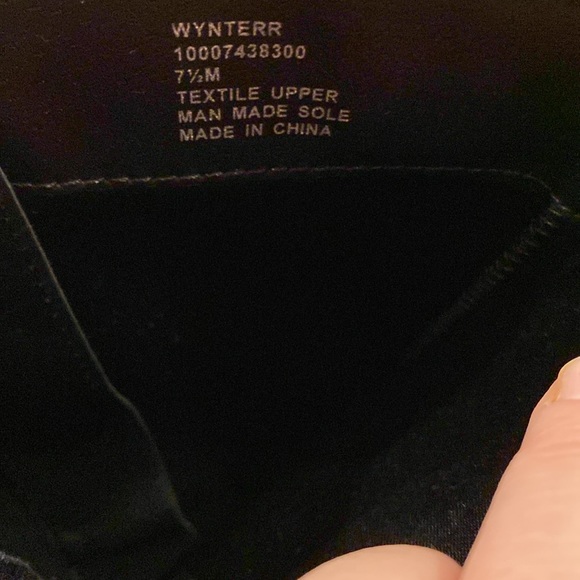 WYNTERR
10007438300
7½M
TEXTILE UPPER
MAN MADE SOLE
MADE IN CHINA